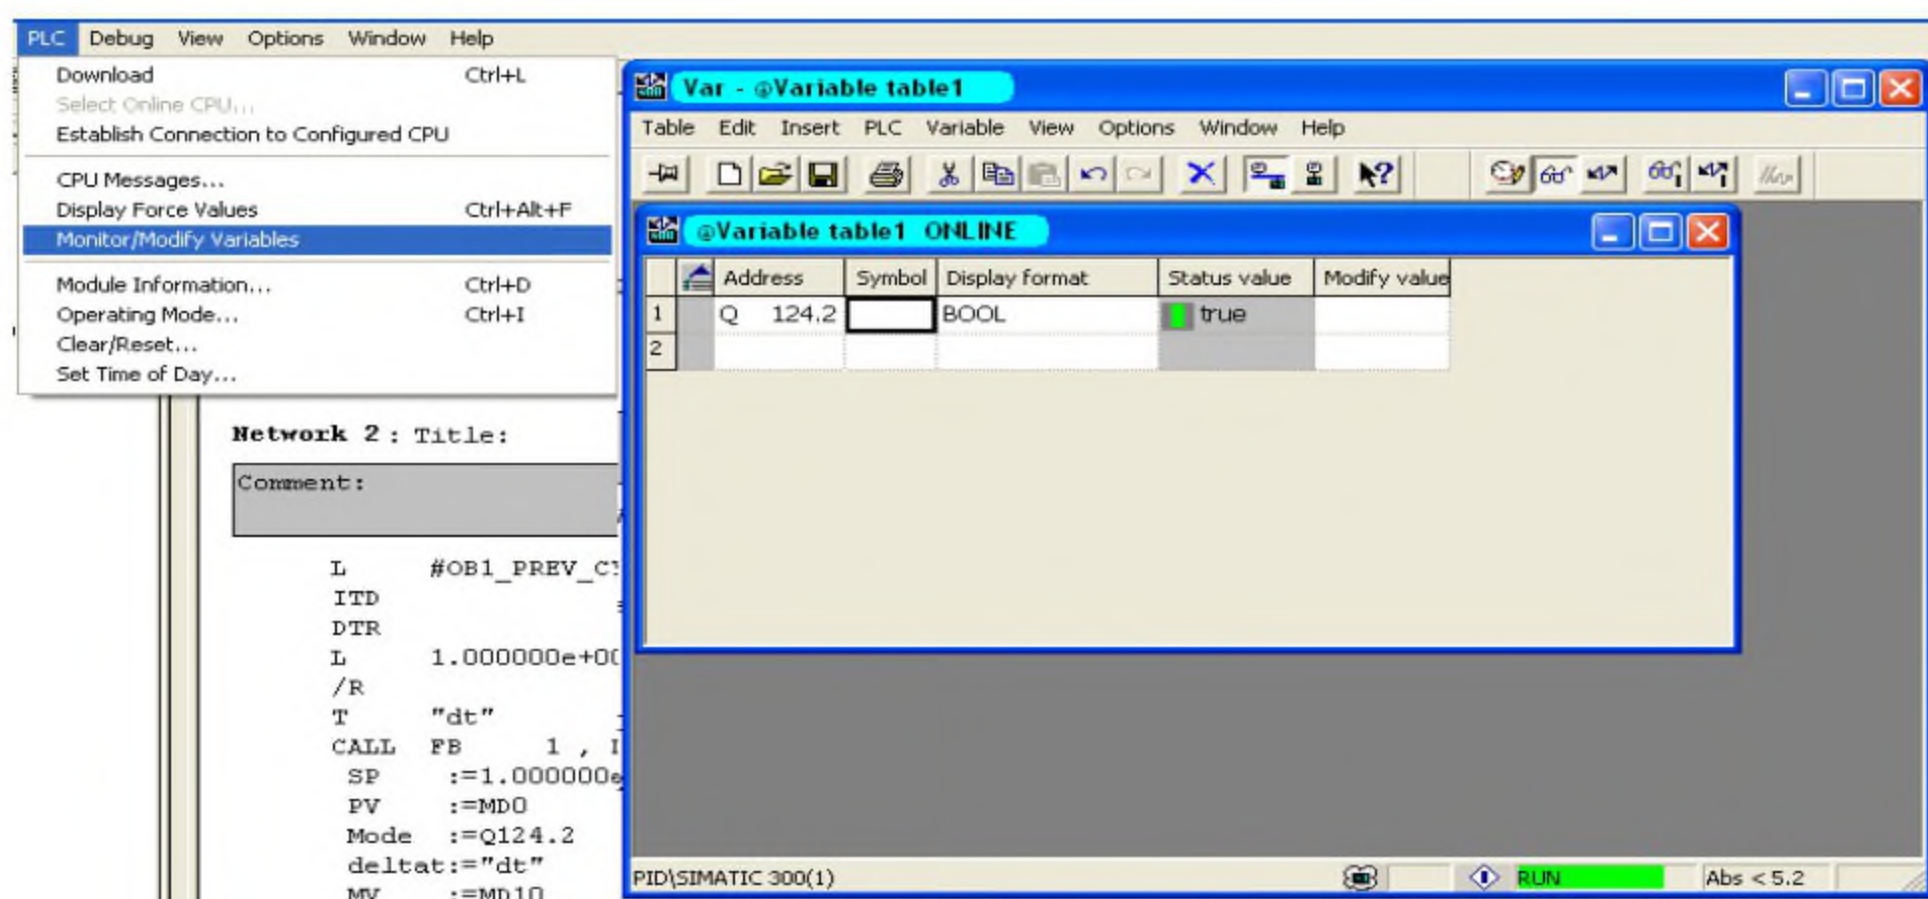 PLC Debug View Options Window Help
Download Ctrl+L
Select Online CPU...
Establish Connection to Configured CPU
CPU Messages...
Display Force Values Ctrl+Alt+F
Monitor/Modify Variables
Module Information... Ctrl+D
Operating Mode... Ctrl+I
Clear/Reset...
Set Time of Day...
Network 2 : Title:
Comment:
L #OB1_PREV_C
ITD
DTR
L 1.000000e+0
/R
T "dt"
CALL FB 1 ,
SP :=1.000000e
PV :=MD0
Mode :=Q124.2
deltat:="dt"
MV :=MD10
Var - @Variable table1
Table Edit Insert PLC Variable View Options Window Help
@Variable table1 ONLINE
Address Symbol Display format Status value Modify value
1 Q 124.2 BOOL true
2
PID\SIMATIC 300(1) RUN Abs < 5.2